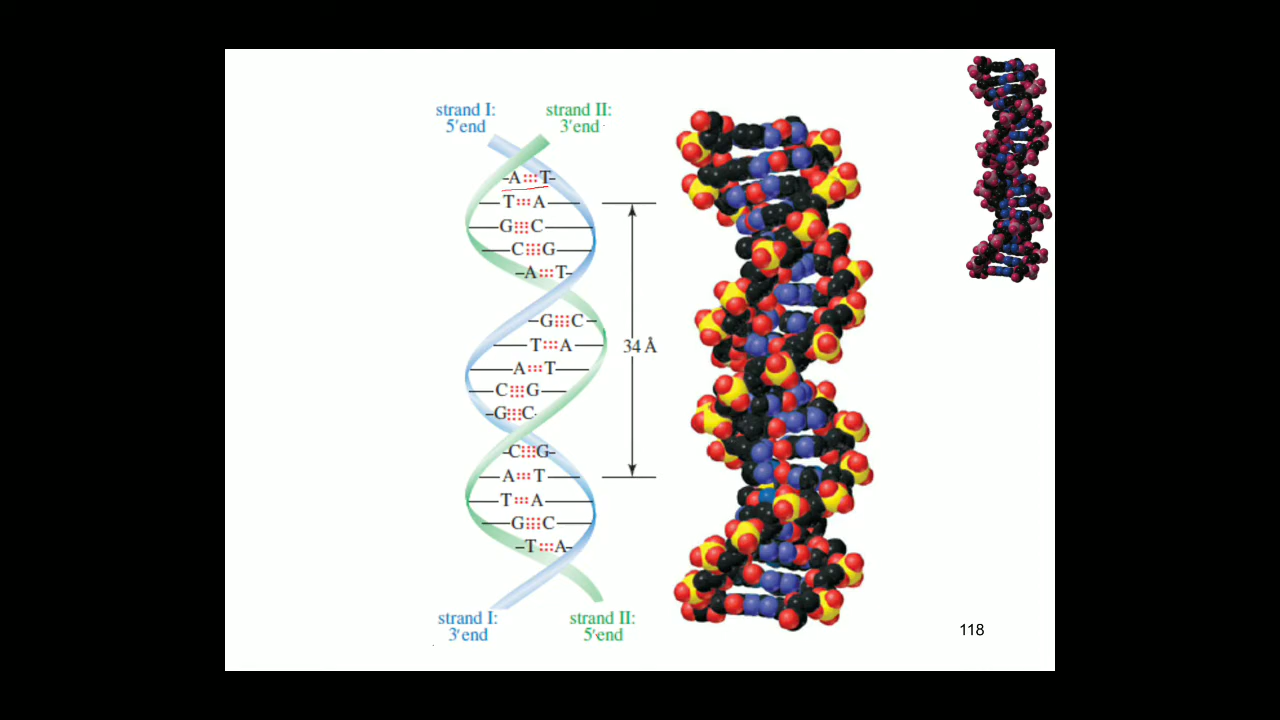 strand I:
5'end
strand II:
3'end
-A:::T-
T:::A
G:::C
C:::G
-A:::T-
-G:::C-
T:::A
A:::T
C:::G
-G:::C-
-C:::G-
A:::T
T:::A
G:::C
-T:::A-
34 Å
strand I:
3'end
strand II:
5'end
118